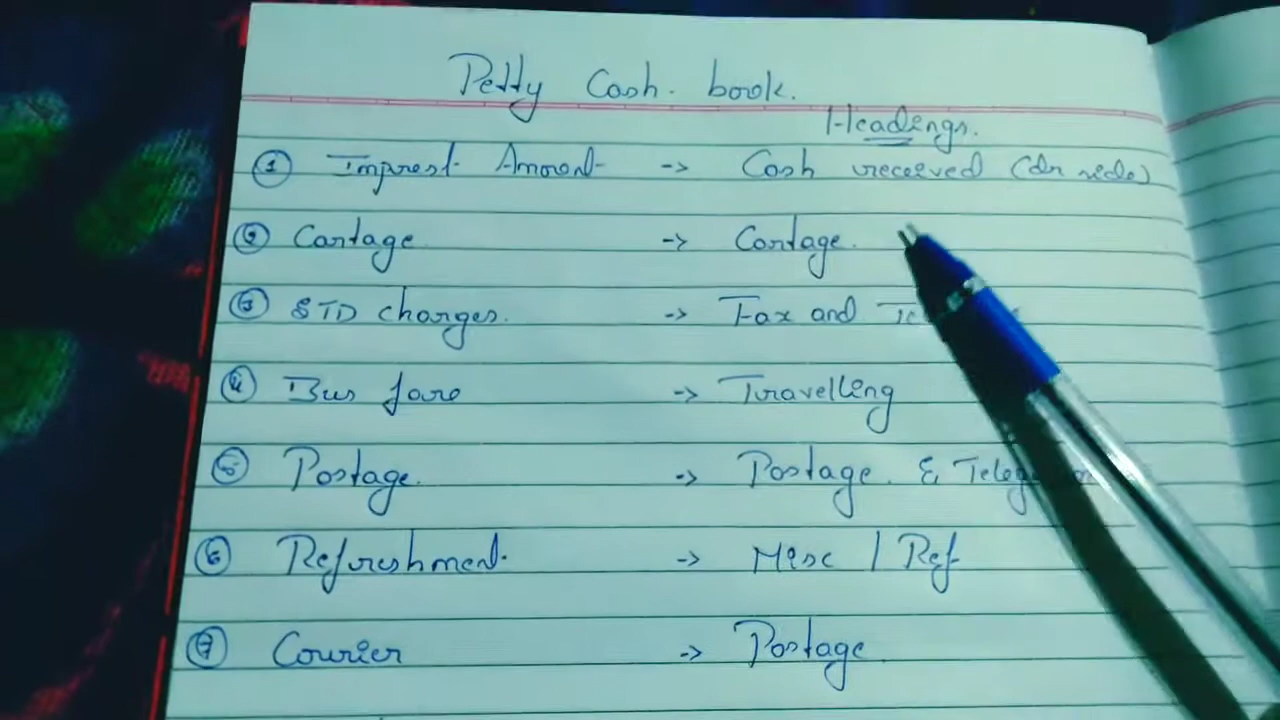 Petty Cash. book.
Headings.
① Imprest Amount -> Cash received (dr side)
② Cartage -> Cartage.
③ STD charges. -> Fax and
④ Bus fare -> Travelling
⑤ Postage. -> Postage. &
⑥ Refreshment. -> Misc / Ref
⑦ Courier -> Postage